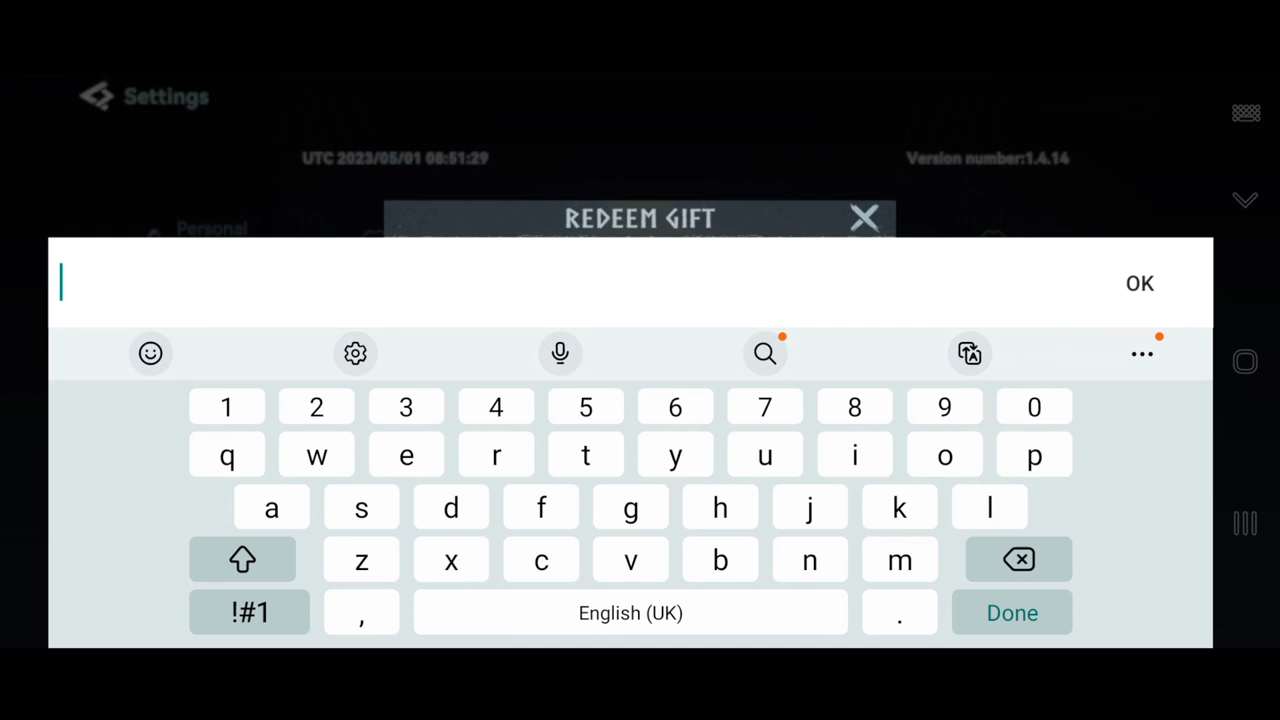 Settings
UTC 2023/05/01 08:51:29
Version number:1.4.14
Personal
REDEEM GIFT
OK
1 2 3 4 5 6 7 8 9 0
q w e r t y u i o p
a s d f g h j k l
z x c v b n m
!#1 , English (UK) . Done